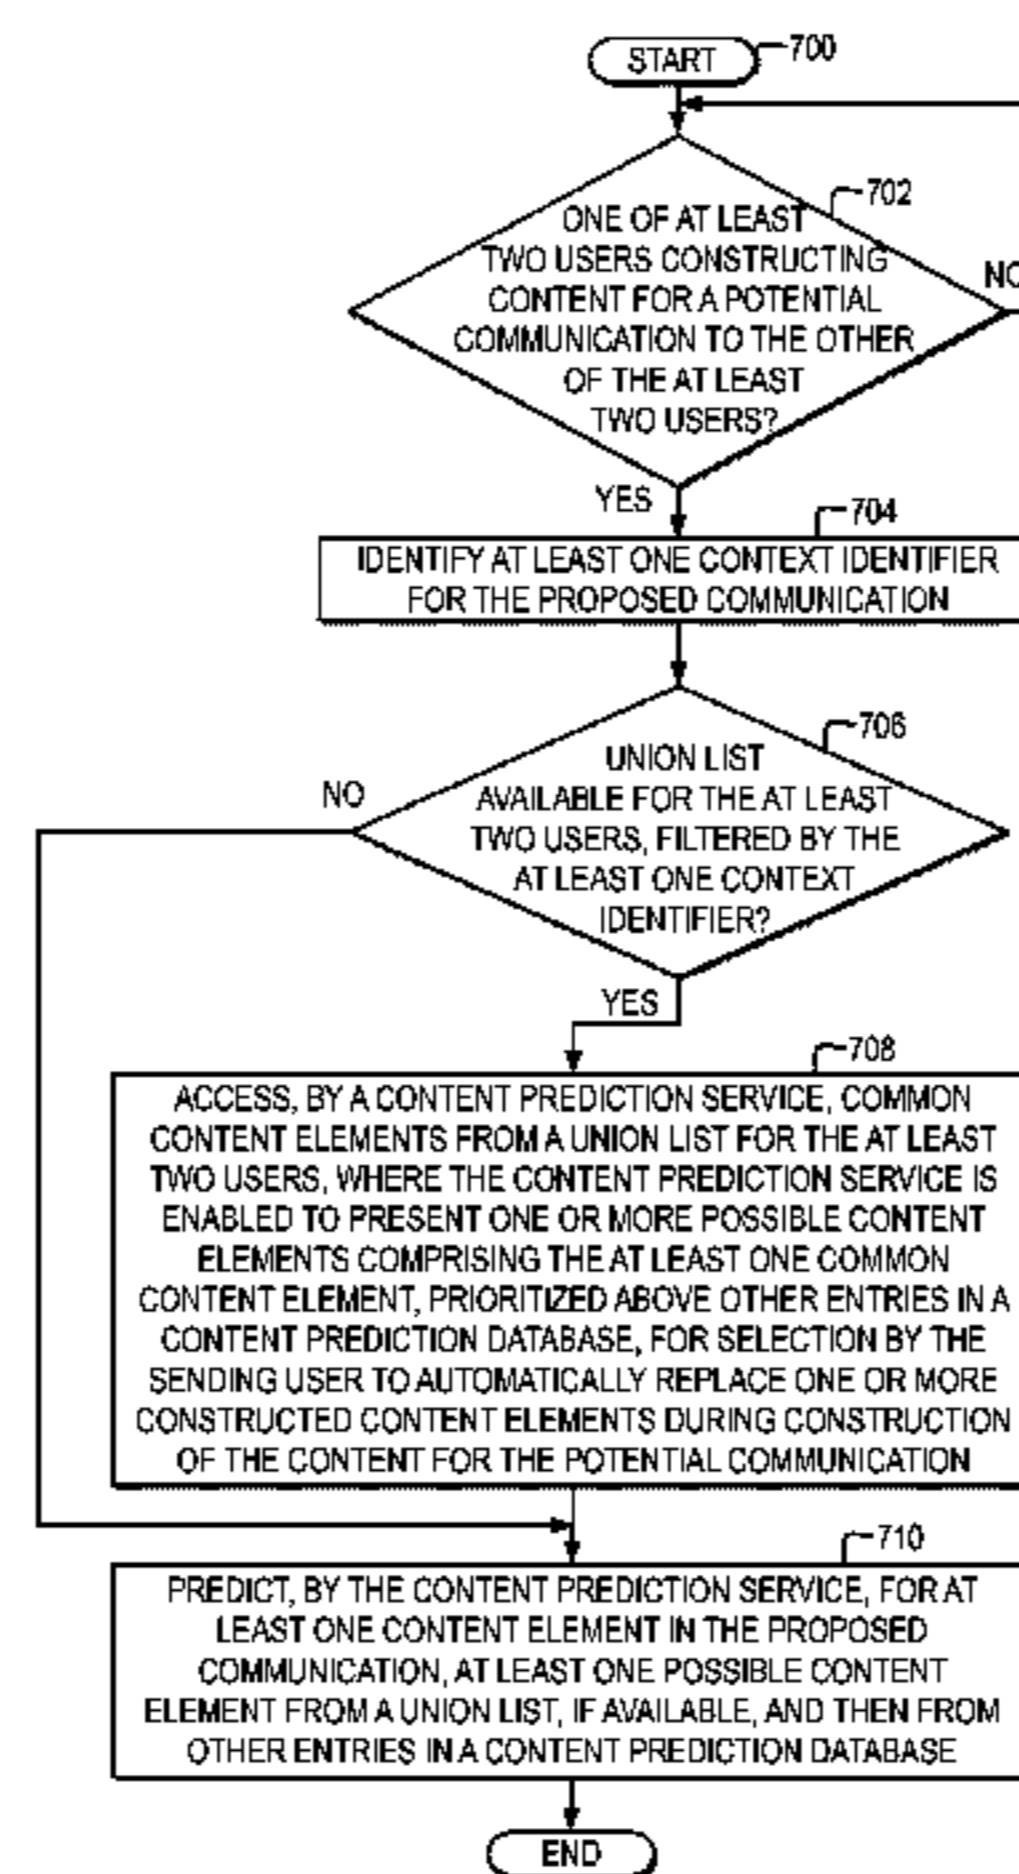 START
700
702
ONE OF AT LEAST
TWO USERS CONSTRUCTING
CONTENT FOR A POTENTIAL
COMMUNICATION TO THE OTHER
OF THE AT LEAST
TWO USERS?
NO
YES
704
IDENTIFY AT LEAST ONE CONTEXT IDENTIFIER
FOR THE PROPOSED COMMUNICATION
706
UNION LIST
AVAILABLE FOR THE AT LEAST
TWO USERS, FILTERED BY THE
AT LEAST ONE CONTEXT
IDENTIFIER?
NO
YES
708
ACCESS, BY A CONTENT PREDICTION SERVICE, COMMON
CONTENT ELEMENTS FROM A UNION LIST FOR THE AT LEAST
TWO USERS, WHERE THE CONTENT PREDICTION SERVICE IS
ENABLED TO PRESENT ONE OR MORE POSSIBLE CONTENT
ELEMENTS COMPRISING THE AT LEAST ONE COMMON
CONTENT ELEMENT, PRIORITIZED ABOVE OTHER ENTRIES IN A
CONTENT PREDICTION DATABASE, FOR SELECTION BY THE
SENDING USER TO AUTOMATICALLY REPLACE ONE OR MORE
CONSTRUCTED CONTENT ELEMENTS DURING CONSTRUCTION
OF THE CONTENT FOR THE POTENTIAL COMMUNICATION
710
PREDICT, BY THE CONTENT PREDICTION SERVICE, FOR AT
LEAST ONE CONTENT ELEMENT IN THE PROPOSED
COMMUNICATION, AT LEAST ONE POSSIBLE CONTENT
ELEMENT FROM A UNION LIST, IF AVAILABLE, AND THEN FROM
OTHER ENTRIES IN A CONTENT PREDICTION DATABASE
END